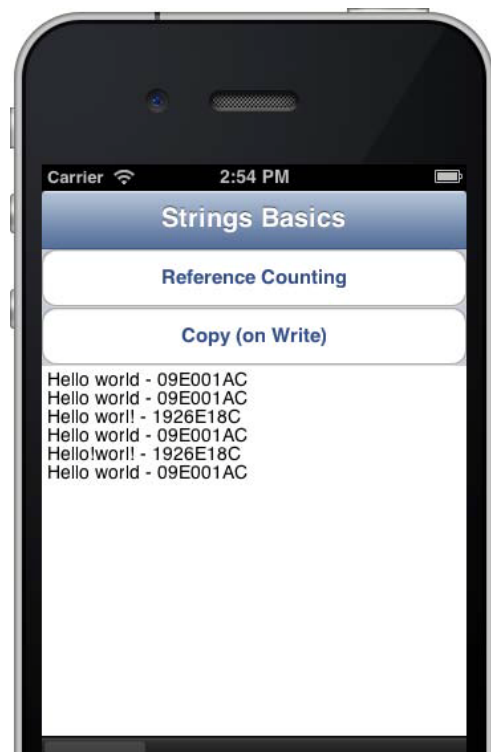 Carrier 2:54 PM
Strings Basics
Reference Counting
Copy (on Write)
Hello world - 09E001AC
Hello world - 09E001AC
Hello worl! - 1926E18C
Hello world - 09E001AC
Hello!worl! - 1926E18C
Hello world - 09E001AC